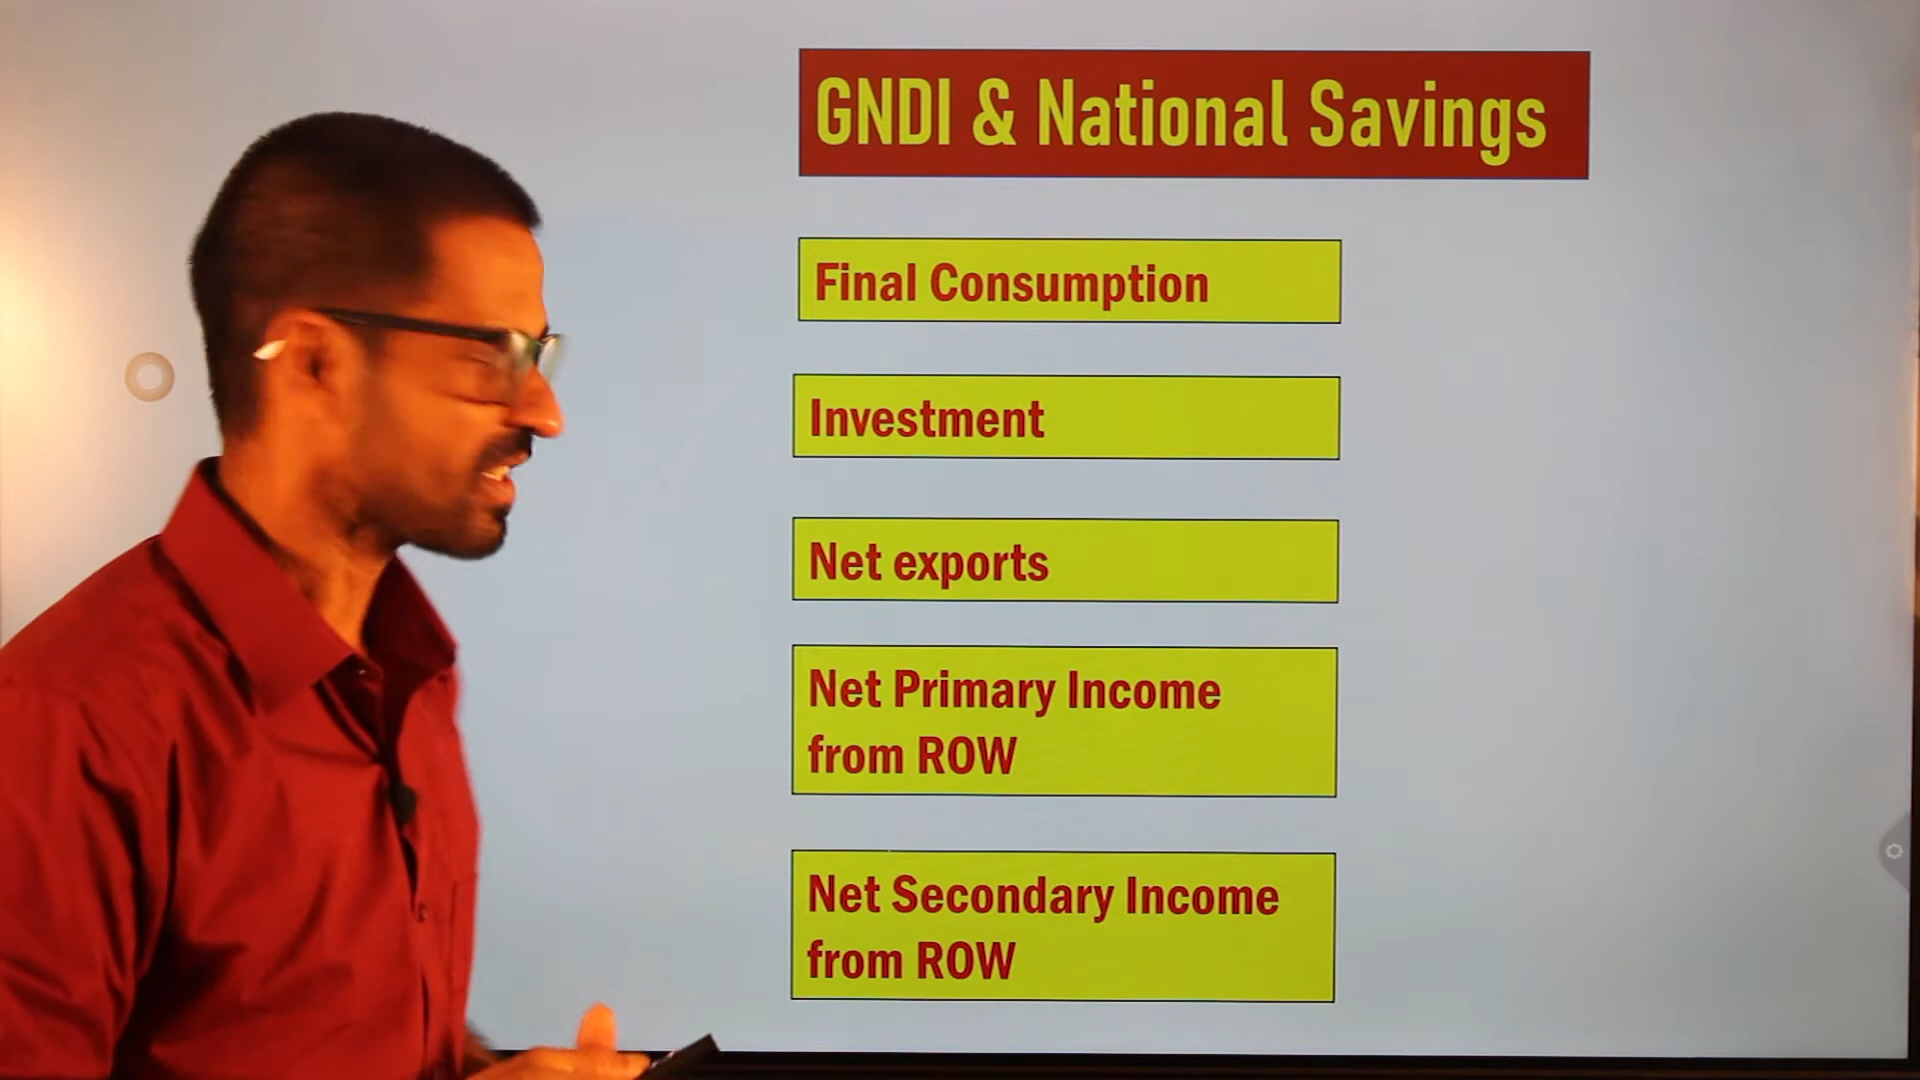 GNDI & National Savings
Final Consumption
Investment
Net exports
Net Primary Income
from ROW
Net Secondary Income
from ROW